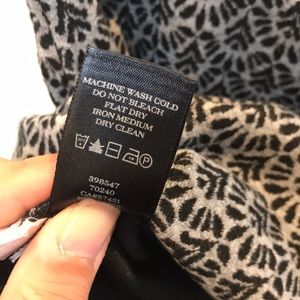 MACHINE WASH COLD
DO NOT BLEACH
FLAT DRY
IRON MEDIUM
DRY CLEAN
P
398547
70240